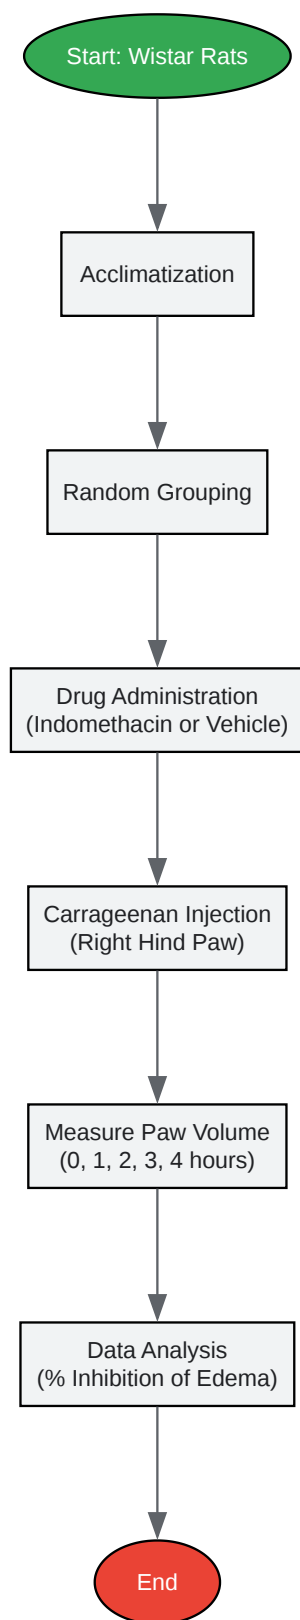 Start: Wistar Rats
Acclimatization
Random Grouping
Drug Administration
(Indomethacin or Vehicle)
Carrageenan Injection
(Right Hind Paw)
Measure Paw Volume
(0, 1, 2, 3, 4 hours)
Data Analysis
(% Inhibition of Edema)
End